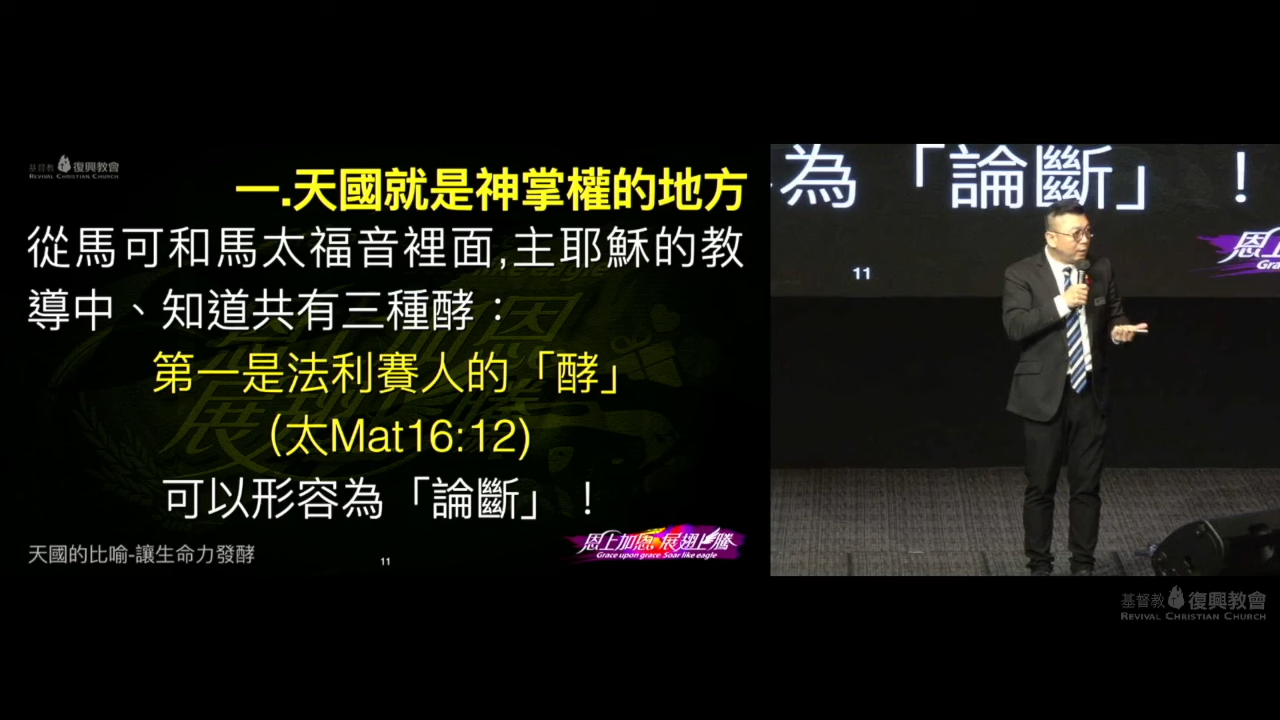 基督教 復興教會
REVIVAL CHRISTIAN CHURCH
一.天國就是神掌權的地方
從馬可和馬太福音裡面,主耶穌的教
導中、知道共有三種酵：
第一是法利賽人的「酵」
(太Mat16:12)
可以形容為「論斷」！
天國的比喻-讓生命力發酵
11
恩上加恩 展翅上騰
Grace upon grace Soar like eagle
為「論斷」！
11
恩
Gra
基督教 復興教會
REVIVAL CHRISTIAN CHURCH